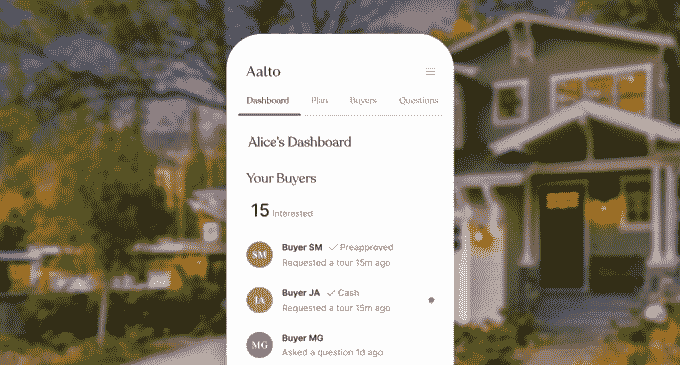 Aalto
Dashboard Plan Buyers Questions
Alice's Dashboard
Your Buyers
15 Interested
SM Buyer SM ✓ Preapproved
Requested a tour 15m ago
JA Buyer JA ✓ Cash
Requested a tour 15m ago
MG Buyer MG
Asked a question 1d ago